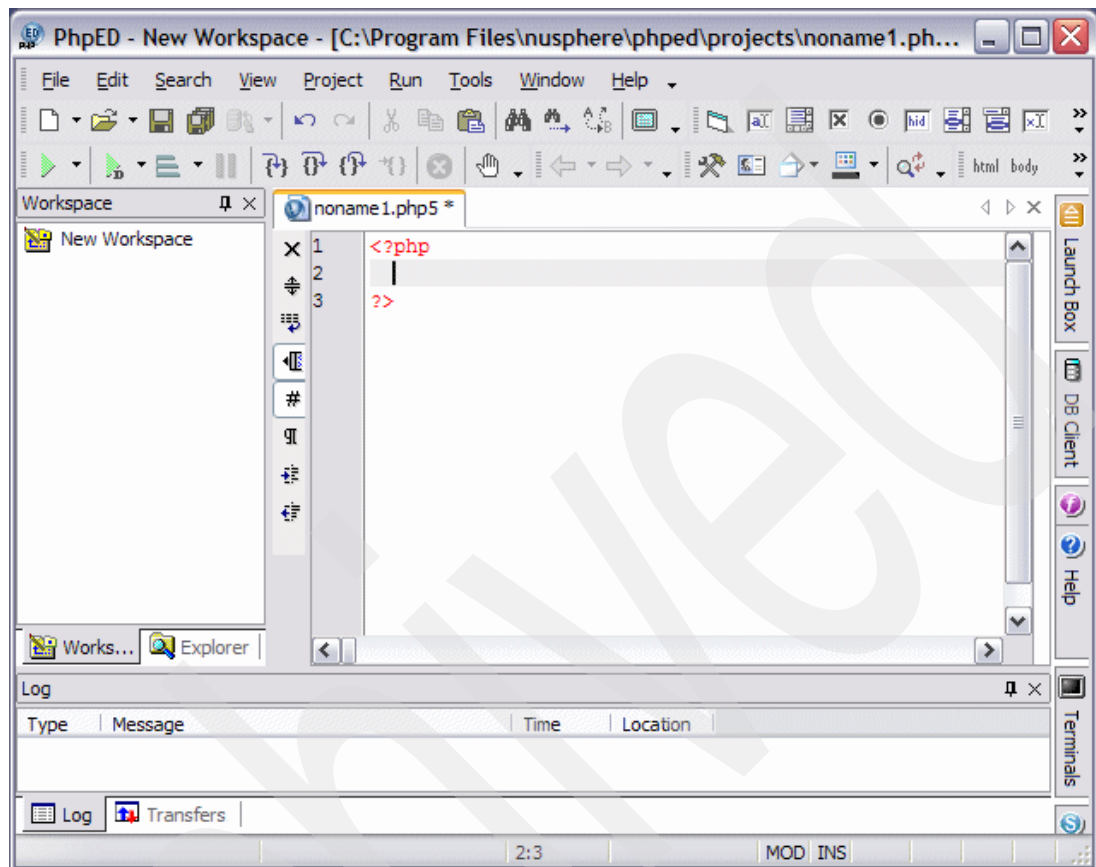 PhpED - New Workspace - [C:\Program Files\nusphere\phped\projects\noname1.ph...
File Edit Search View Project Run Tools Window Help
html body
Workspace
noname1.php5 *
New Workspace
1 <?php
2
3 ?>
Launch Box
DB Client
Help
Works... Explorer
Log
Type Message Time Location
Terminals
Log Transfers
2:3 MOD INS